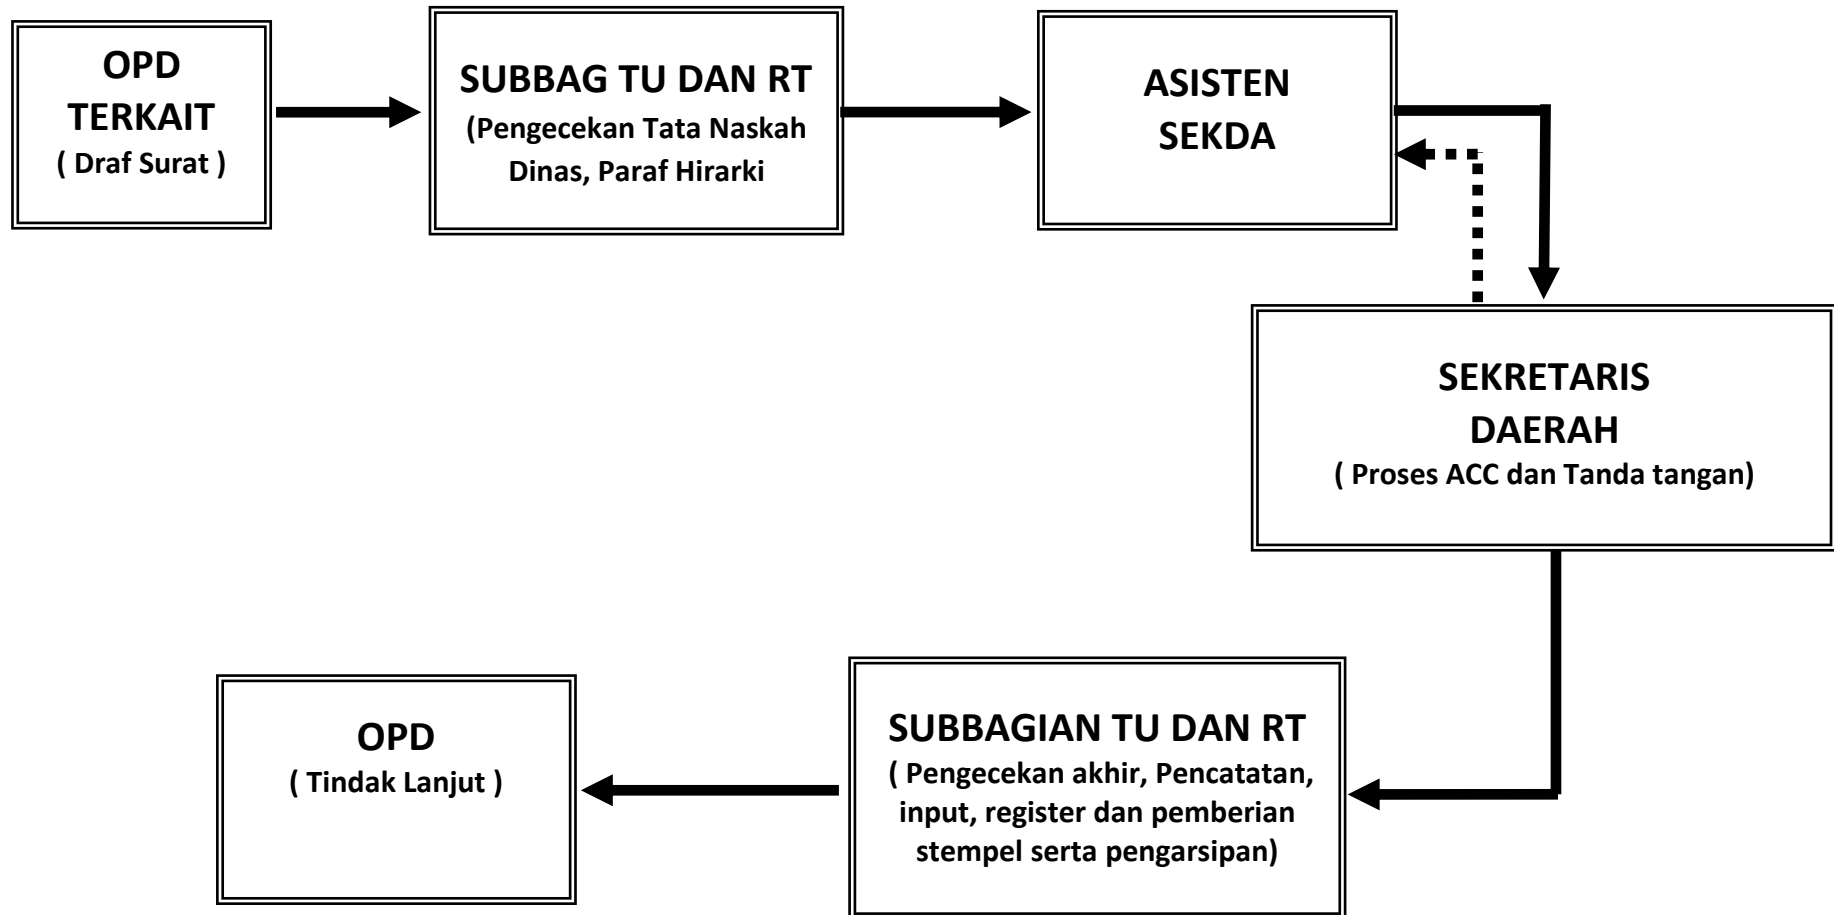 OPD
TERKAIT
( Draf Surat )
SUBBAG TU DAN RT
(Pengecekan Tata Naskah
Dinas, Paraf Hirarki
ASISTEN
SEKDA
SEKRETARIS
DAERAH
( Proses ACC dan Tanda tangan)
SUBBAGIAN TU DAN RT
( Pengecekan akhir, Pencatatan,
input, register dan pemberian
stempel serta pengarsipan)
OPD
( Tindak Lanjut )